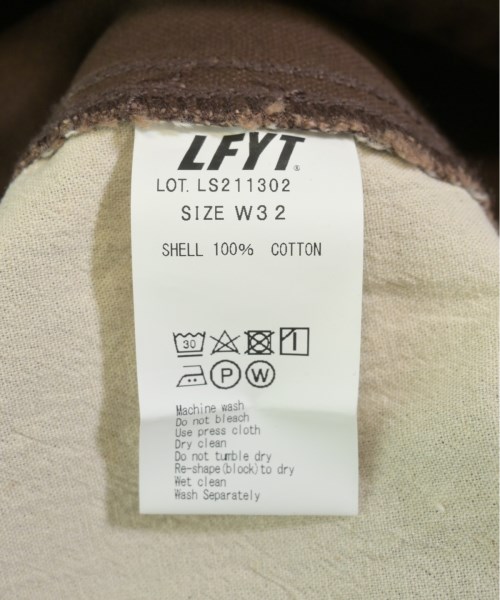 LFYT®
LOT. LS211302
SIZE W32
SHELL 100% COTTON
30
P W
Machine wash
Do not bleach
Use press cloth
Dry clean
Do not tumble dry
Re-shape(block)to dry
Wet clean
Wash Separately